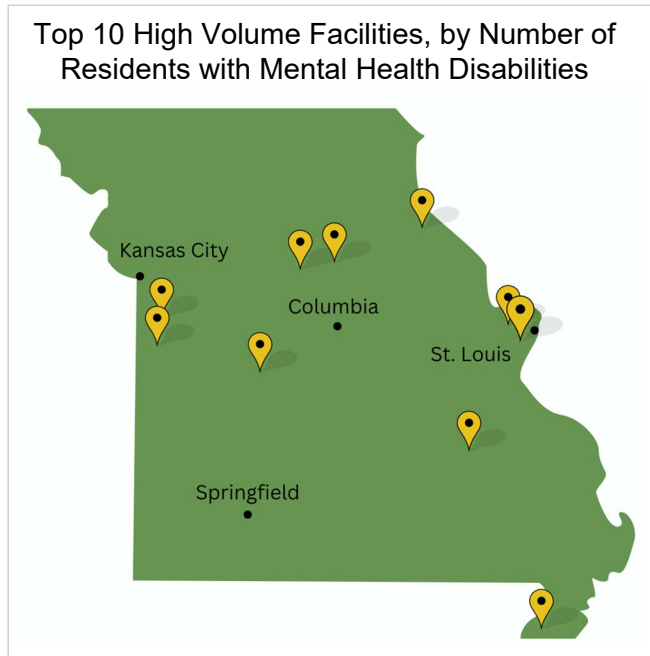 Top 10 High Volume Facilities, by Number of
Residents with Mental Health Disabilities
Kansas City
Columbia
St. Louis
Springfield